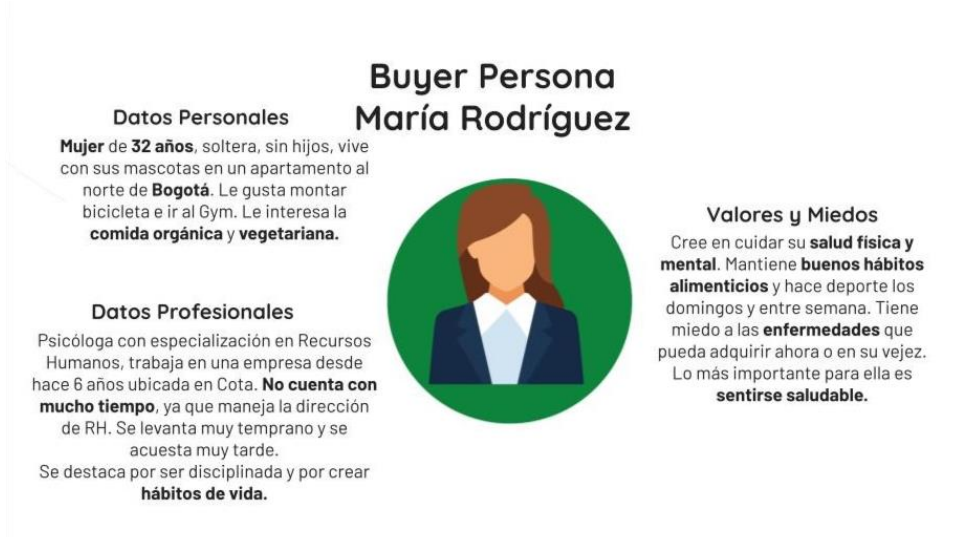 Buyer Persona
María Rodríguez
Datos Personales
Mujer de 32 años, soltera, sin hijos, vive
con sus mascotas en un apartamento al
norte de Bogotá. Le gusta montar
bicicleta e ir al Gym. Le interesa la
comida orgánica y vegetariana.
Datos Profesionales
Psicóloga con especialización en Recursos
Humanos, trabaja en una empresa desde
hace 6 años ubicada en Cota. No cuenta con
mucho tiempo, ya que maneja la dirección
de RH. Se levanta muy temprano y se
acuesta muy tarde.
Se destaca por ser disciplinada y por crear
hábitos de vida.
Valores y Miedos
Cree en cuidar su salud física y
mental. Mantiene buenos hábitos
alimenticios y hace deporte los
domingos y entre semana. Tiene
miedo a las enfermedades que
pueda adquirir ahora o en su vejez.
Lo más importante para ella es
sentirse saludable.